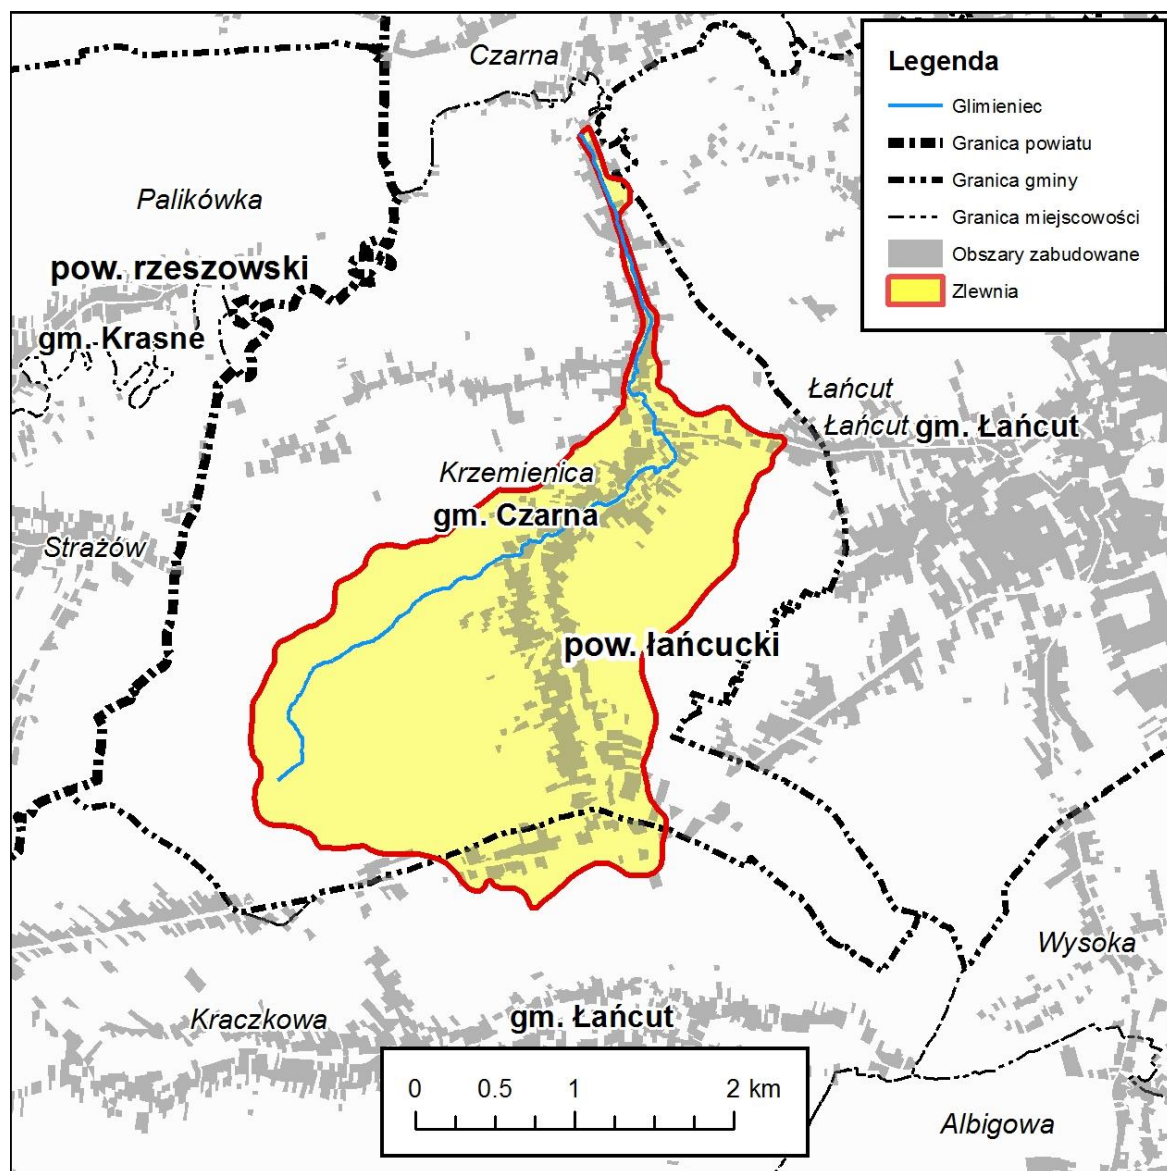 Czarna
Legenda
Glimieniec
Granica powiatu
Granica gminy
Granica miejscowości
Obszary zabudowane
Zlewnia
Palikówka
pow. rzeszowski
gm. Krasne
Łańcut
Łańcut gm. Łańcut
Krzemienica
gm. Czarna
Strażów
pow. łańcucki
Wysoka
Kraczkowa
gm. Łańcut
0 0.5 1 2 km
Albigowa